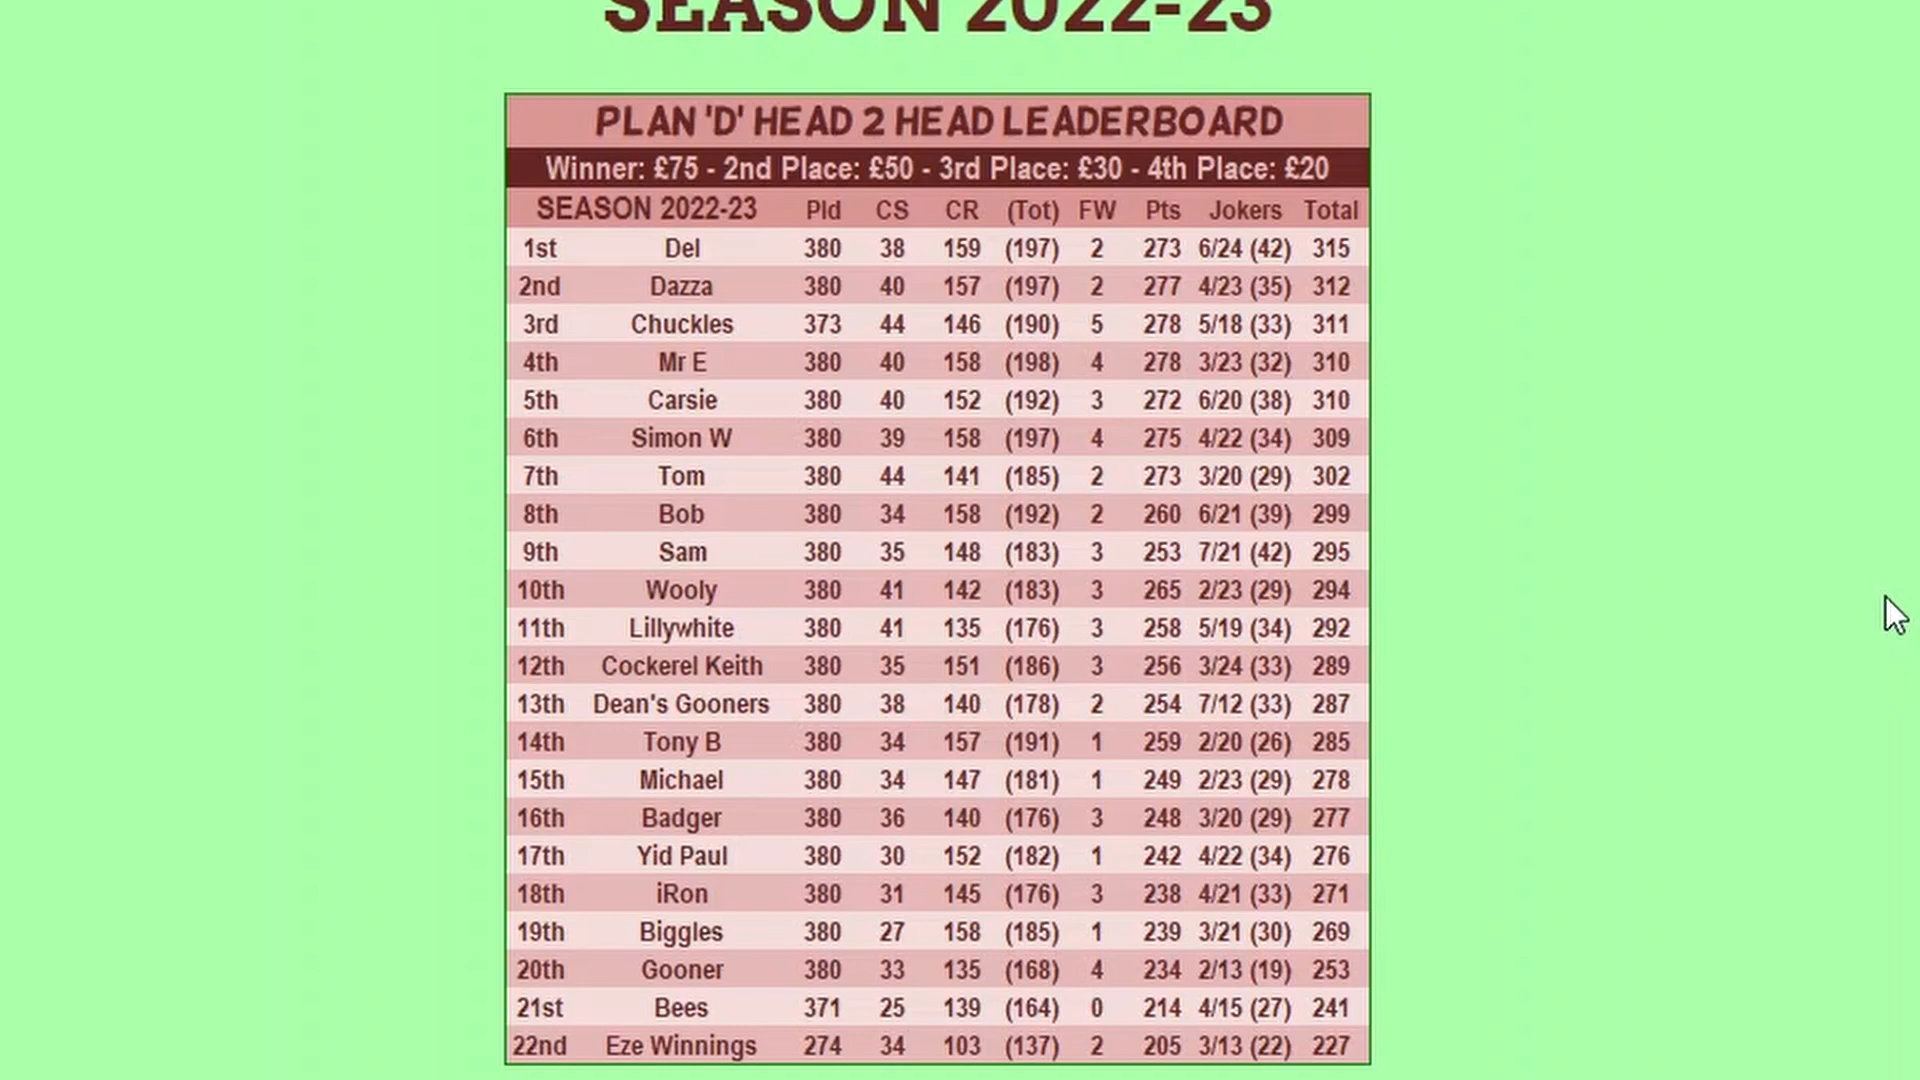 SEASON 2022-23
PLAN 'D' HEAD 2 HEAD LEADERBOARD
Winner: £75 - 2nd Place: £50 - 3rd Place: £30 - 4th Place: £20
SEASON 2022-23 Pld CS CR (Tot) FW Pts Jokers Total
1st Del 380 38 159 (197) 2 273 6/24 (42) 315
2nd Dazza 380 40 157 (197) 2 277 4/23 (35) 312
3rd Chuckles 373 44 146 (190) 5 278 5/18 (33) 311
4th Mr E 380 40 158 (198) 4 278 3/23 (32) 310
5th Carsie 380 40 152 (192) 3 272 6/20 (38) 310
6th Simon W 380 39 158 (197) 4 275 4/22 (34) 309
7th Tom 380 44 141 (185) 2 273 3/20 (29) 302
8th Bob 380 34 158 (192) 2 260 6/21 (39) 299
9th Sam 380 35 148 (183) 3 253 7/21 (42) 295
10th Wooly 380 41 142 (183) 3 265 2/23 (29) 294
11th Lillywhite 380 41 135 (176) 3 258 5/19 (34) 292
12th Cockerel Keith 380 35 151 (186) 3 256 3/24 (33) 289
13th Dean's Gooners 380 38 140 (178) 2 254 7/12 (33) 287
14th Tony B 380 34 157 (191) 1 259 2/20 (26) 285
15th Michael 380 34 147 (181) 1 249 2/23 (29) 278
16th Badger 380 36 140 (176) 3 248 3/20 (29) 277
17th Yid Paul 380 30 152 (182) 1 242 4/22 (34) 276
18th iRon 380 31 145 (176) 3 238 4/21 (33) 271
19th Biggles 380 27 158 (185) 1 239 3/21 (30) 269
20th Gooner 380 33 135 (168) 4 234 2/13 (19) 253
21st Bees 371 25 139 (164) 0 214 4/15 (27) 241
22nd Eze Winnings 274 34 103 (137) 2 205 3/13 (22) 227